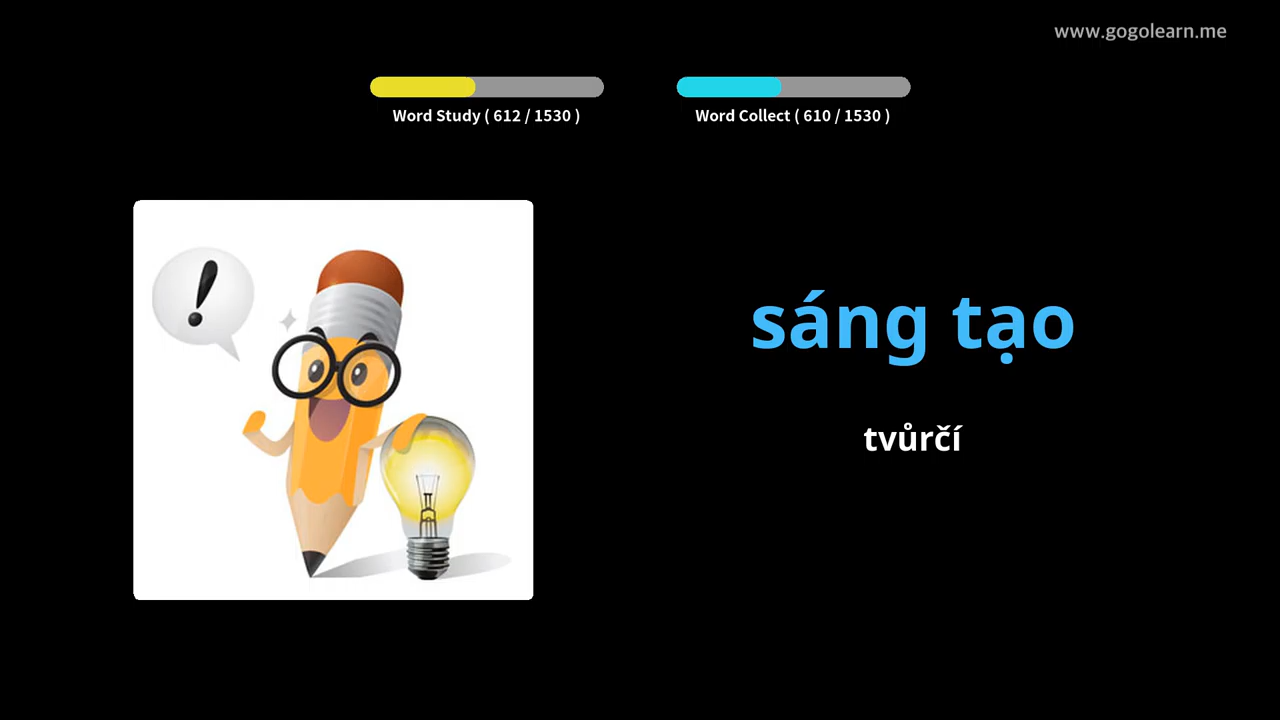 www.gogolearn.me
Word Study ( 612 / 1530 )
Word Collect ( 610 / 1530 )
!
sáng tạo
tvůrčí